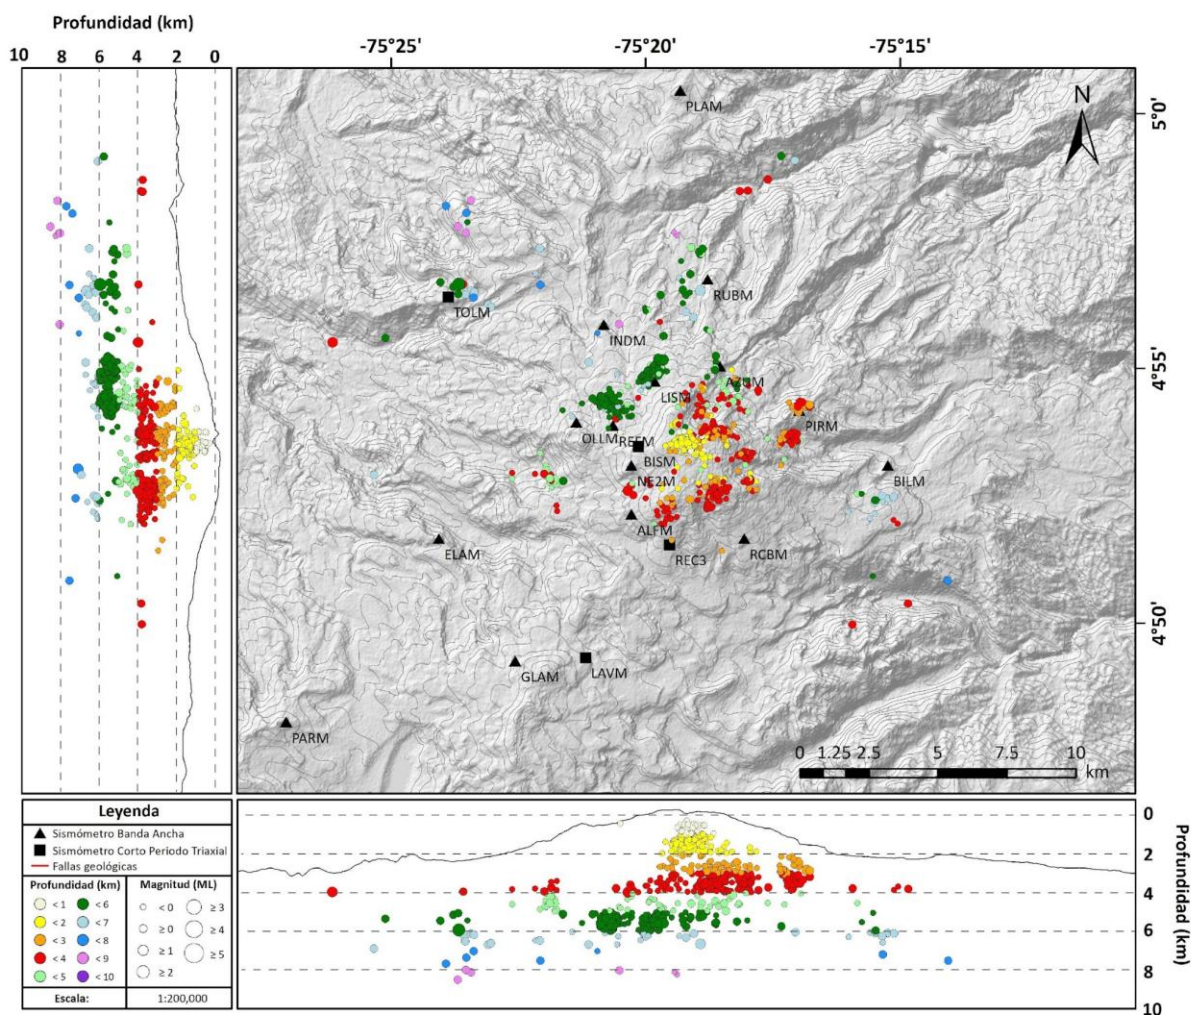 Profundidad (km)
10 8 6 4 2 0
-75°25' -75°20' -75°15'
N
5°0'
4°55'
4°50'
PLAM
RUBM
TOLM
INDM
LISM
OLLM
PIRM
BISM
NE2M
BILM
ALFM
ELAM
REC3
RCBM
GLAM
LAVM
PARM
0 1.25 2.5 5 7.5 10
km
Leyenda
Sismómetro Banda Ancha
Sismómetro Corto Periodo Triaxial
Fallas geológicas
Profundidad (km) Magnitud (ML)
< 1 < 6 < 0 ≥ 3
< 2 < 7 ≥ 0 ≥ 4
< 3 < 8 ≥ 1 ≥ 5
< 4 < 9 ≥ 2
< 5 < 10
Escala: 1:200,000
0
2
4
6
8
10
Profundidad (km)